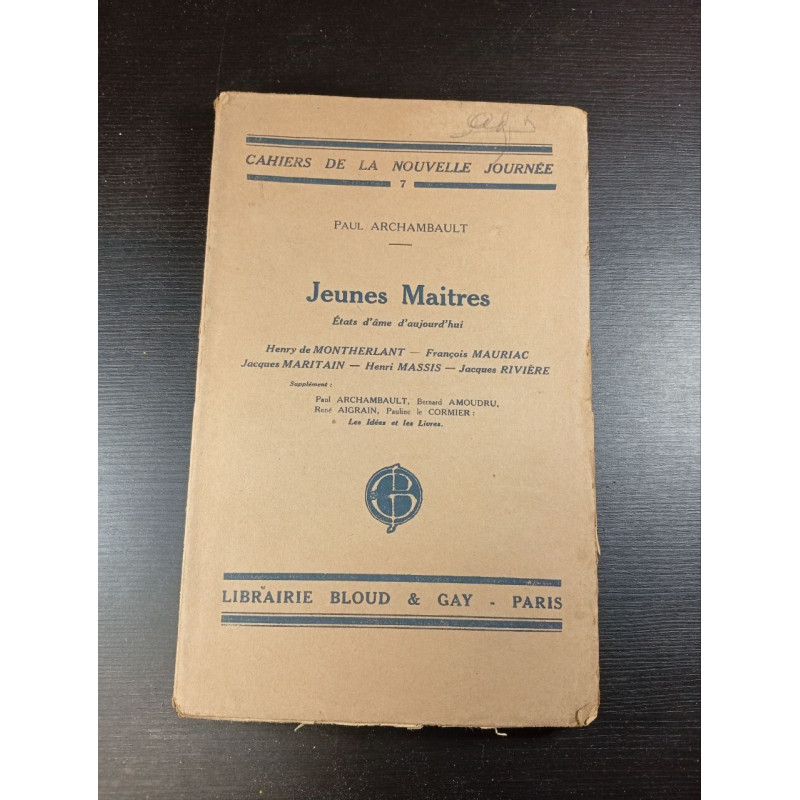 CAHIERS DE LA NOUVELLE JOURNÉE
7
PAUL ARCHAMBAULT
Jeunes Maitres
États d'âme d'aujourd'hui
Henry de MONTHERLANT — François MAURIAC
Jacques MARITAIN — Henri MASSIS — Jacques RIVIÈRE
Supplément :
Paul ARCHAMBAULT, Bernard AMOUDRU,
René AIGRAIN, Pauline le CORMIER :
Les Idées et les Livres.
LIBRAIRIE BLOUD & GAY - PARIS